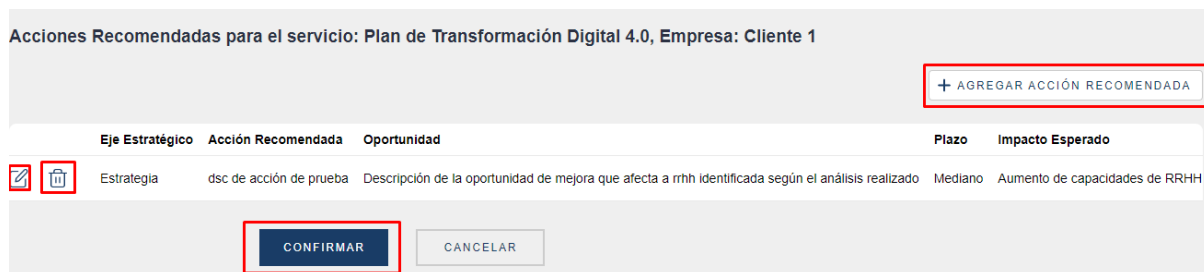 Acciones Recomendadas para el servicio: Plan de Transformación Digital 4.0, Empresa: Cliente 1
+ AGREGAR ACCIÓN RECOMENDADA
Eje Estratégico Acción Recomendada Oportunidad Plazo Impacto Esperado
Estrategia dsc de acción de prueba Descripción de la oportunidad de mejora que afecta a rrhh identificada según el análisis realizado Mediano Aumento de capacidades de RRHH
CONFIRMAR CANCELAR